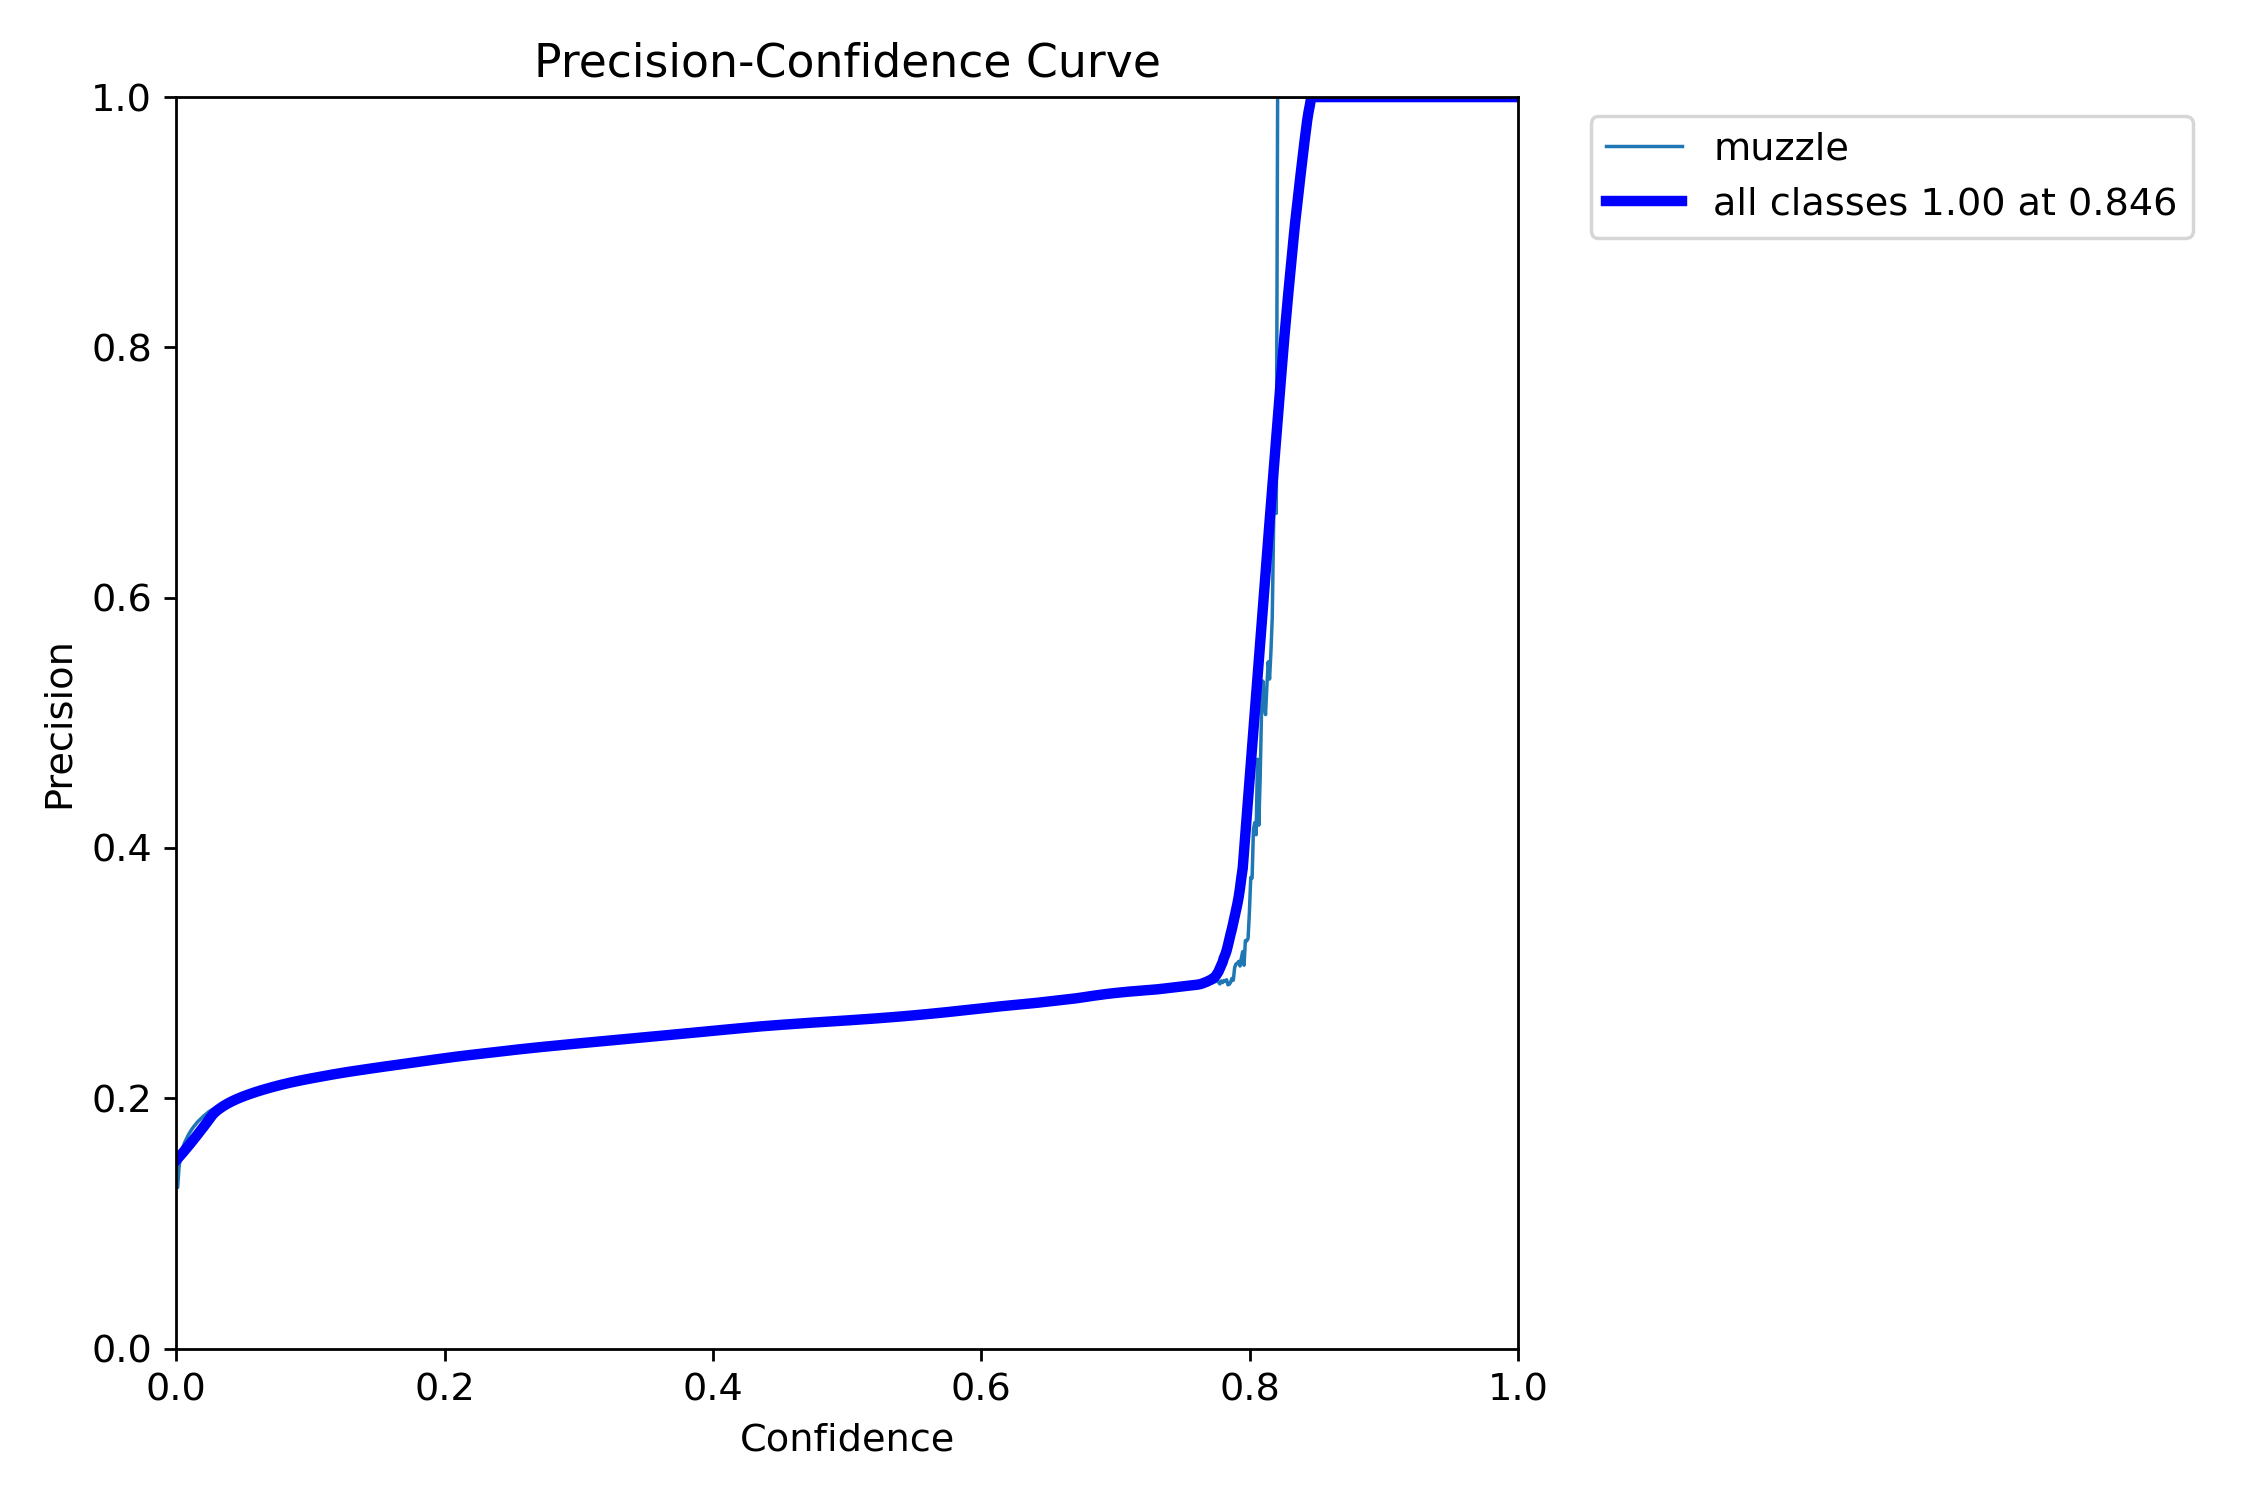 Precision-Confidence Curve
1.0
0.8
0.6
0.4
0.2
0.0
Precision
0.0 0.2 0.4 0.6 0.8 1.0
Confidence
muzzle
all classes 1.00 at 0.846